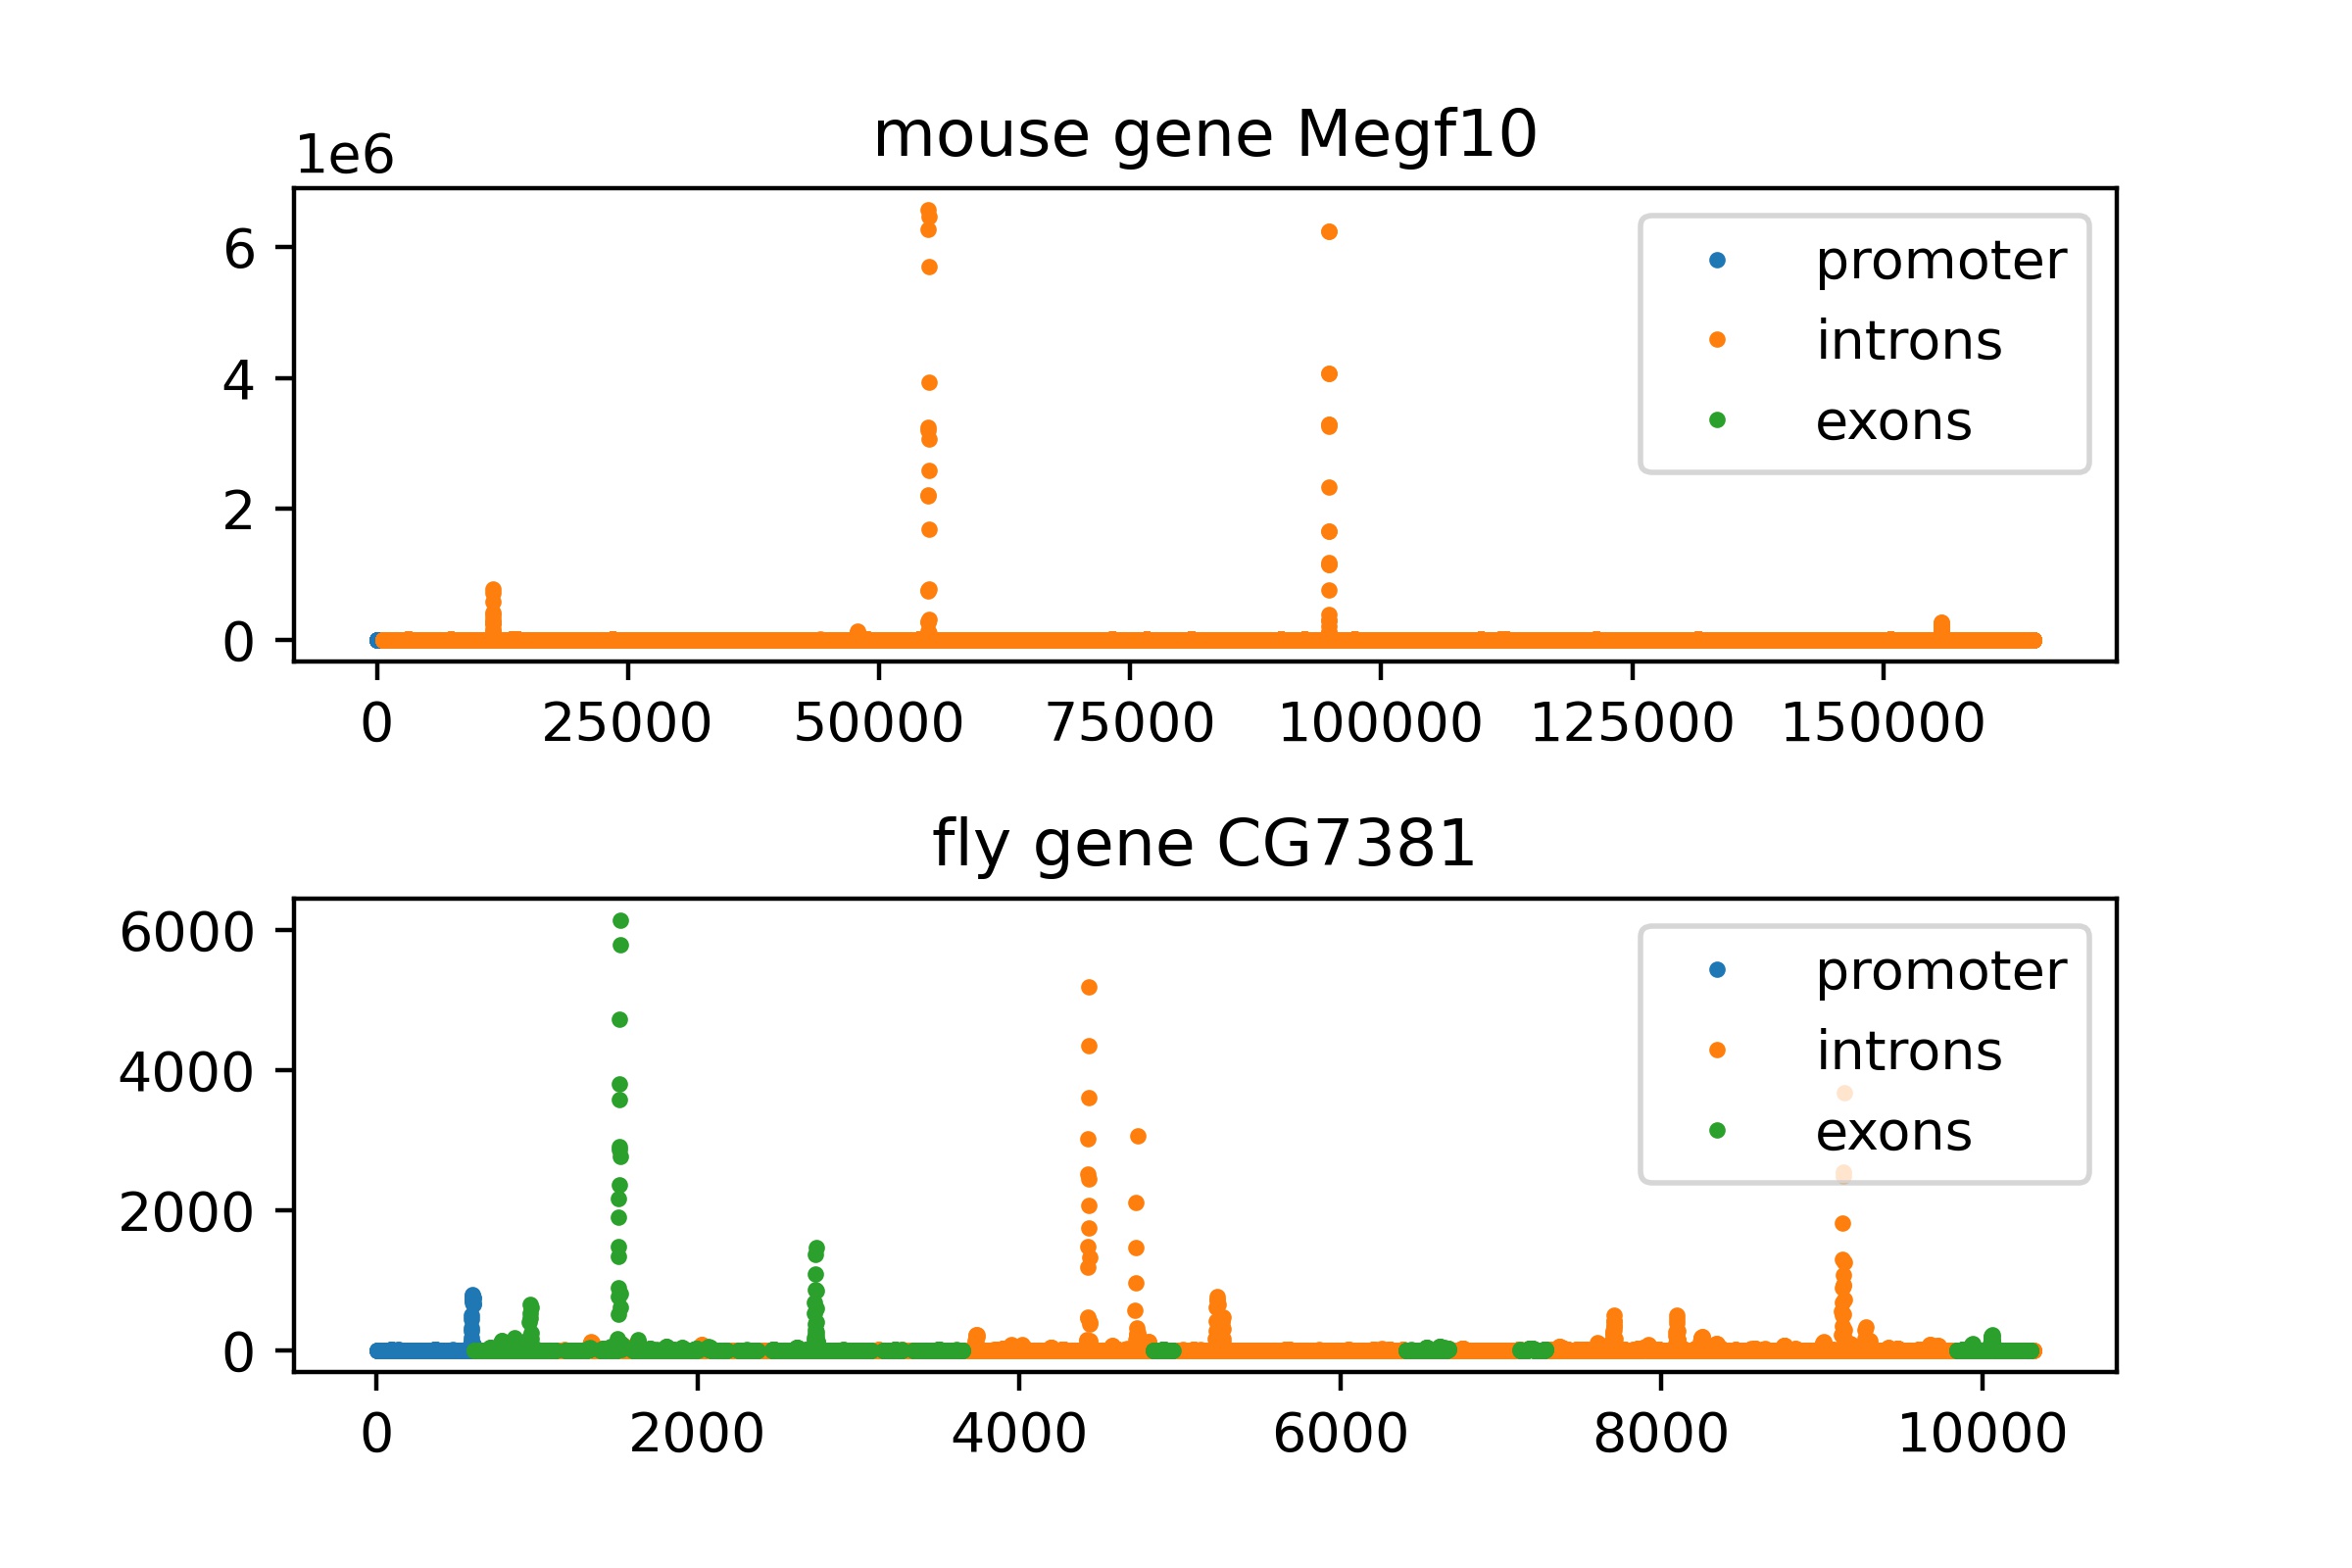 mouse gene Megf10
1e6
6
4
2
0
promoter
introns
exons
0 25000 50000 75000 100000 125000 150000
fly gene CG7381
6000
4000
2000
0
promoter
introns
exons
0 2000 4000 6000 8000 10000